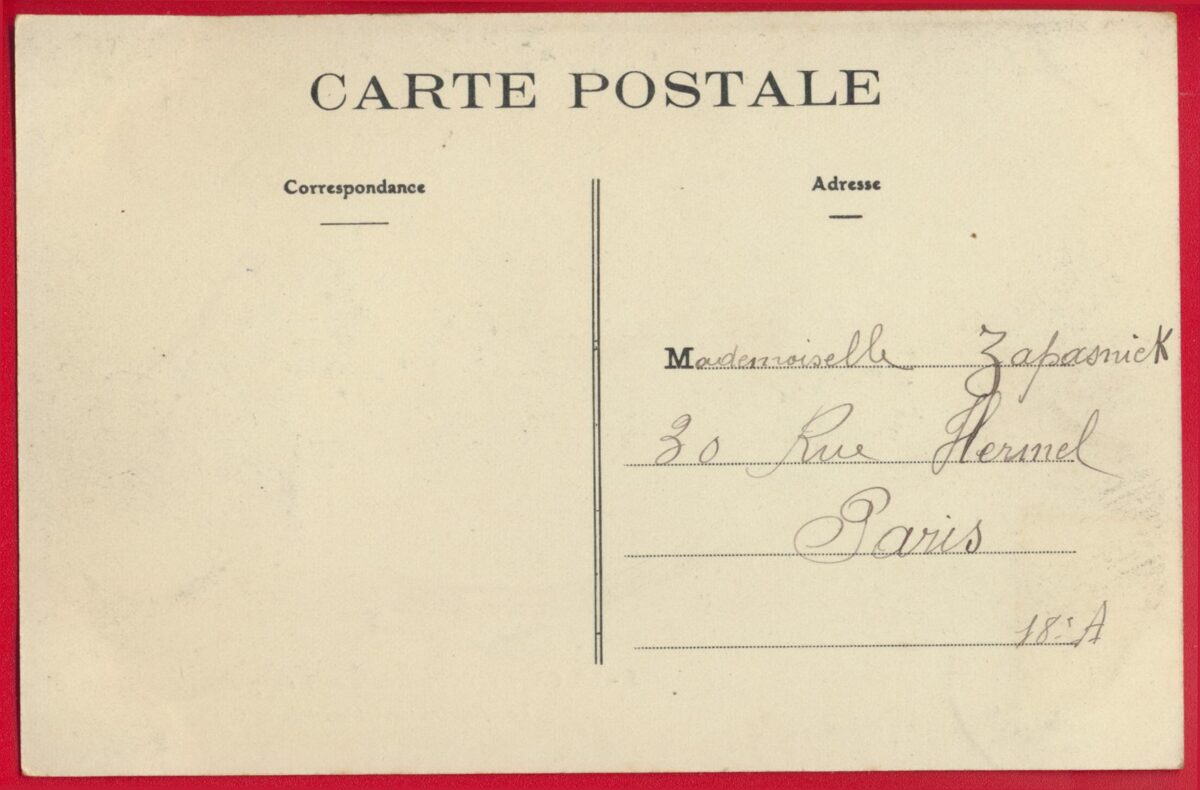 CARTE POSTALE
Correspondance
Adresse
Mademoiselle Zapasnick
30 Rue Hermel
Paris
18e A